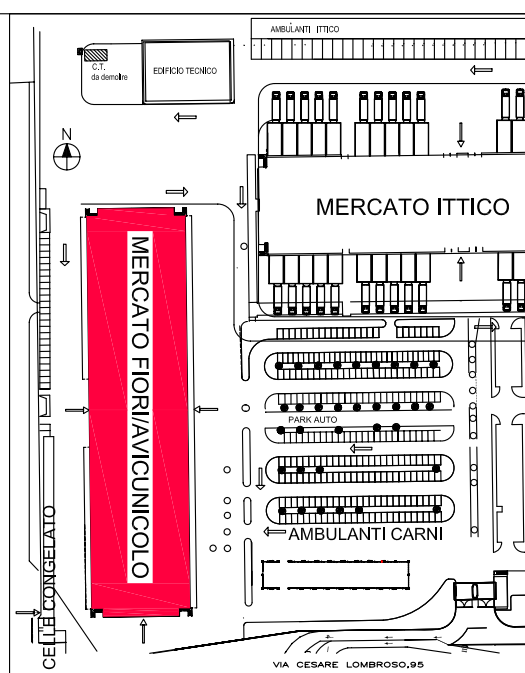 AMBULANTI ITTICO
C.T.
da demolire
EDIFICIO TECNICO
N
MERCATO ITTICO
MERCATO FIORI/AVICUNICOLO
PARK AUTO
AMBULANTI CARNI
CELLE CONGELATO
VIA CESARE LOMBROSO,95